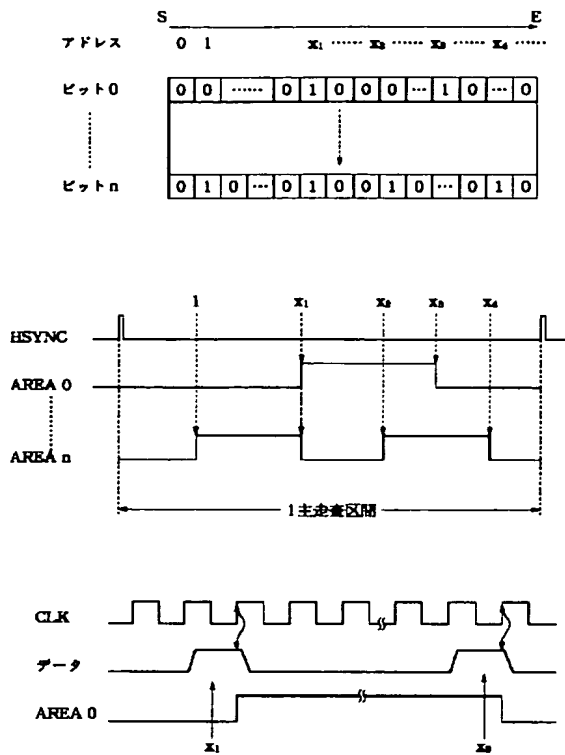 S E
アドレス 0 1 x₁ ...... x₂ ...... x₃ ...... x₄ ...
ビット0 0 0 ...... 0 1 0 0 0 ... 1 0 ... 0
ビットn 0 1 0 ... 0 1 0 0 1 0 ... 0 1 0
1 x₁ x₂ x₃ x₄
HSYNC
AREA 0
AREA n
1主走査区間
CLK
データ
AREA 0
x₁ x₃